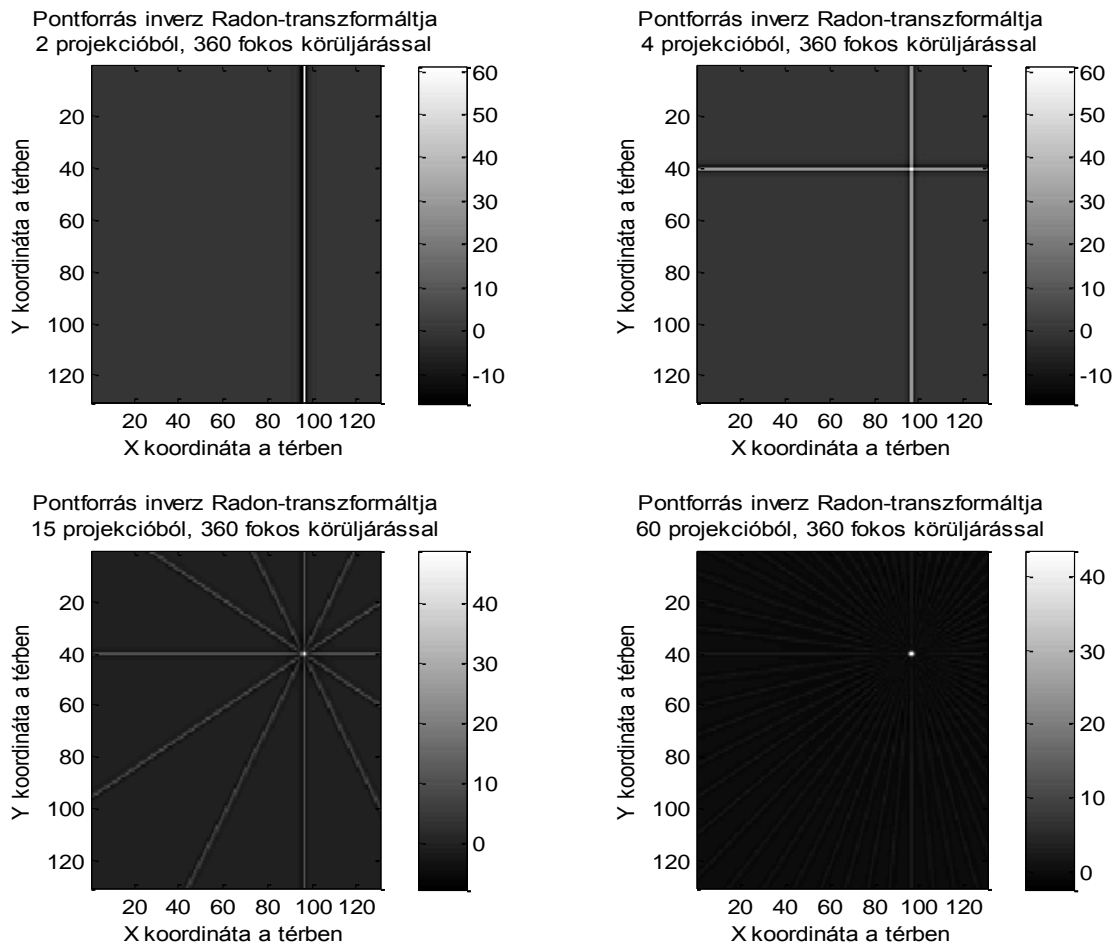 Pontforrás inverz Radon-transzformáltja
2 projekcióból, 360 fokos körüljárással
20
40
60
80
100
120
Y koordináta a térben
20 40 60 80 100 120
X koordináta a térben
60
50
40
30
20
10
0
-10
Pontforrás inverz Radon-transzformáltja
4 projekcióból, 360 fokos körüljárással
20
40
60
80
100
120
Y koordináta a térben
20 40 60 80 100 120
X koordináta a térben
60
50
40
30
20
10
0
-10
Pontforrás inverz Radon-transzformáltja
15 projekcióból, 360 fokos körüljárással
20
40
60
80
100
120
Y koordináta a térben
20 40 60 80 100 120
X koordináta a térben
40
30
20
10
0
Pontforrás inverz Radon-transzformáltja
60 projekcióból, 360 fokos körüljárással
20
40
60
80
100
120
Y koordináta a térben
20 40 60 80 100 120
X koordináta a térben
40
30
20
10
0